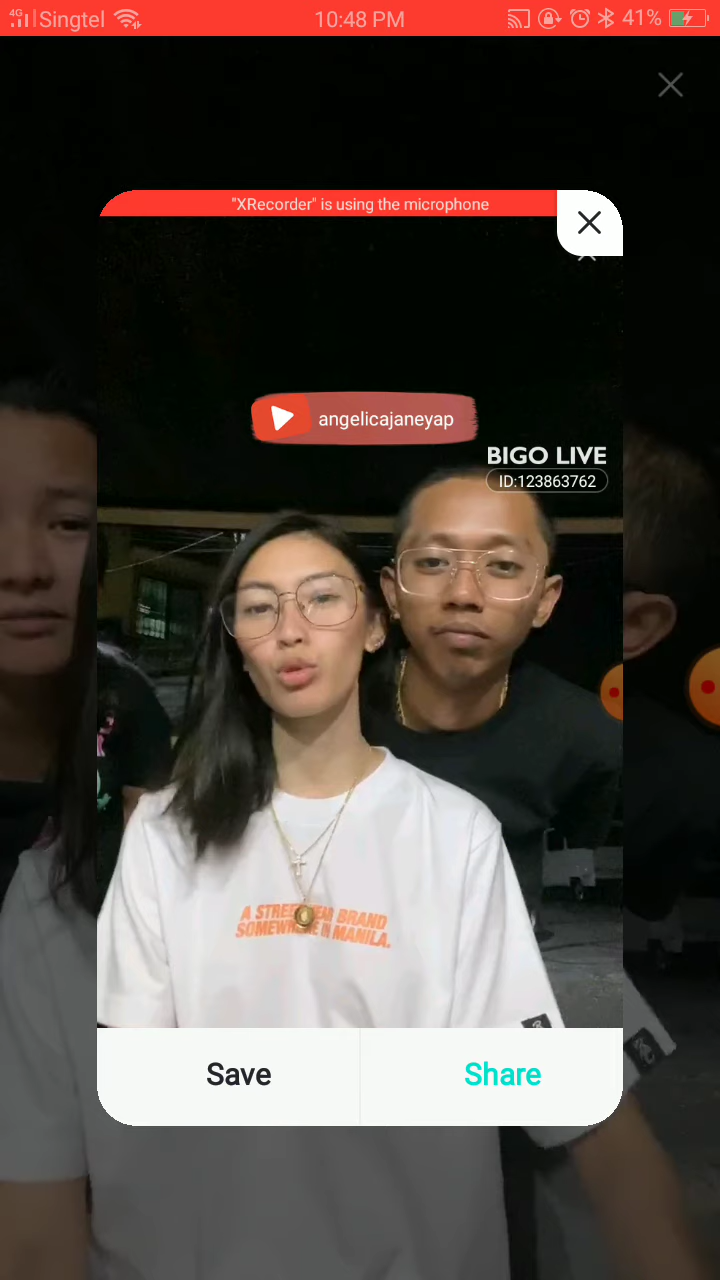 4G Singtel 10:48 PM 41%
"XRecorder" is using the microphone
angelicajaneyap
BIGO LIVE
ID:123863762
A STREETWEAR BRAND
SOMEWHERE IN MANILA.
Save Share